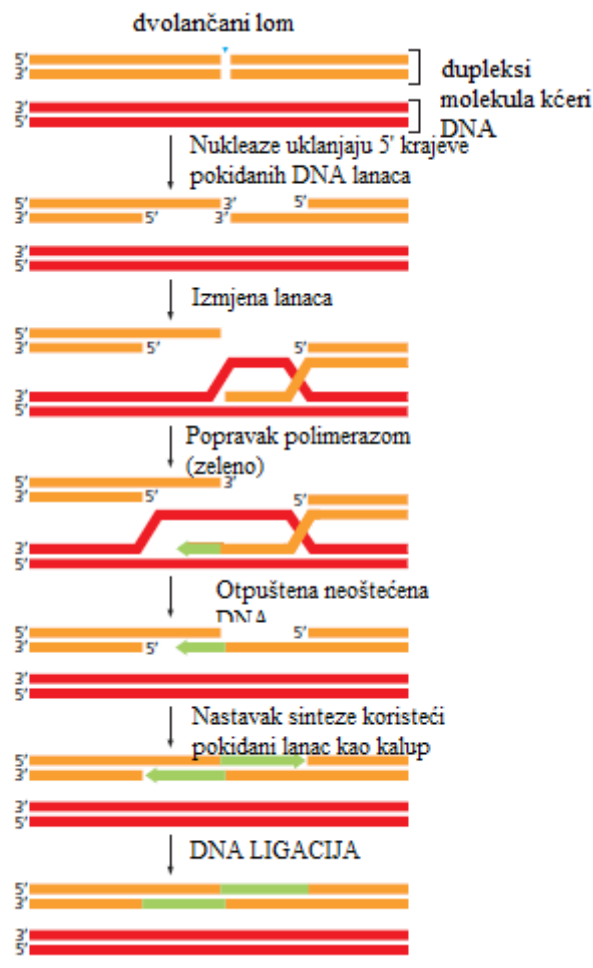 dvolančani lom
5'
3'
dupleksi
molekula kćeri
DNA
3'
5'
Nukleaze uklanjaju 5' krajeve
pokidanih DNA lanaca
5' 3' 5'
3' 5' 3'
3'
5'
Izmjena lanaca
5'
3' 5' 5'
3'
5'
Popravak polimerazom
(zeleno)
5' 3'
3' 5' 5'
3'
5'
Otpuštena neoštećena
DNA
5' 5'
3' 5'
3'
5'
Nastavak sinteze koristeći
pokidani lanac kao kalup
5'
3'
3'
5'
DNA LIGACIJA
5'
3'
3'
5'